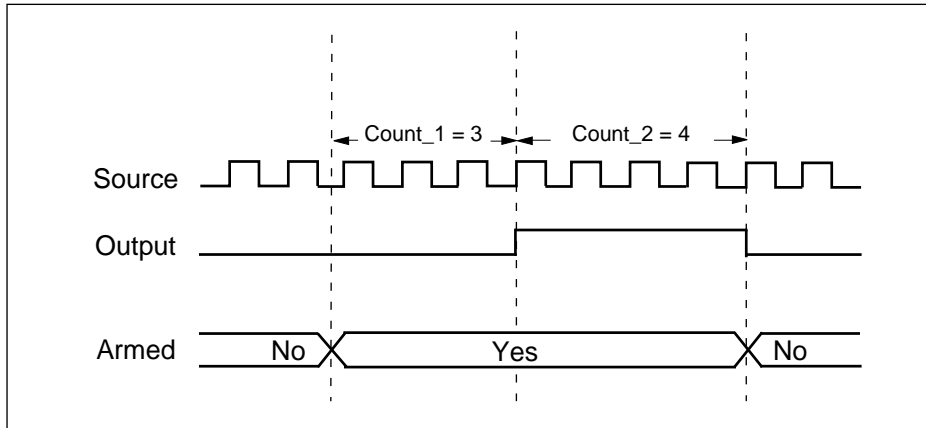 Count_1 = 3 Count_2 = 4
Source
Output
Armed No Yes No